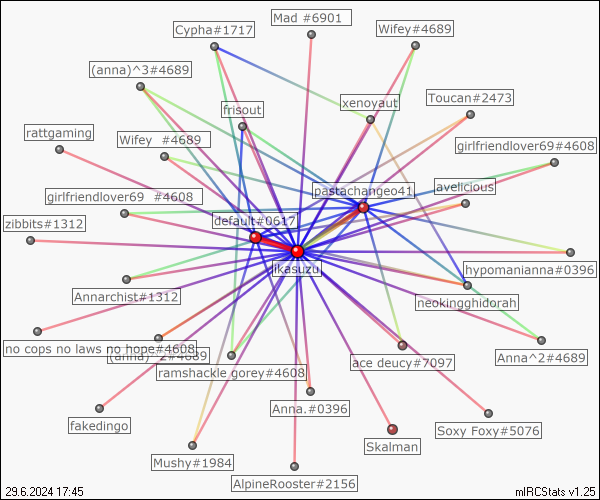 Mad #6901
Cypha#1717
Wifey#4689
(anna)^3#4689
Toucan#2473
xenoyaut
frisout
rattgaming
Wifey #4689
girlfriendlover69#4608
pastachangeo41
avelicious
girlfriendlover69 #4608
default#0617
zibbits#1312
hypomanianna#0396
likasuzu
Annarchist#1312
neokingghidorah
no cops no laws no hope#4608
(anna)^2#4689
Anna^2#4689
ace deucy#7097
ramshackle.gorey#4608
Anna.#0396
fakedingo
Soxy Foxy#5076
Skalman
Mushy#1984
AlpineRooster#2156
29.6.2024 17:45
mIRCStats v1.25